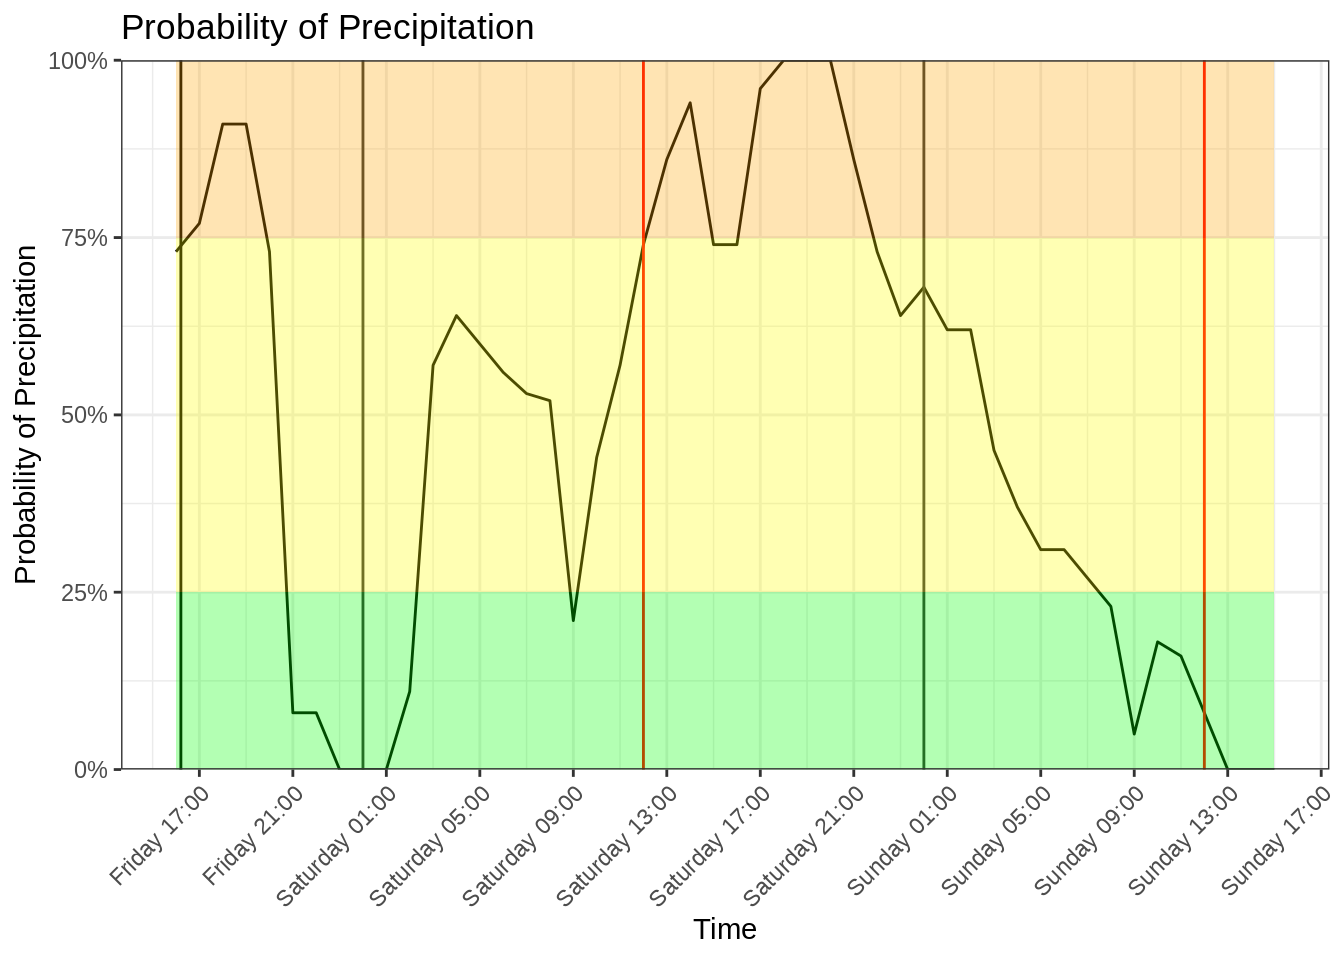 Probability of Precipitation
Probability of Precipitation
100%
75%
50%
25%
0%
Friday 17:00
Friday 21:00
Saturday 01:00
Saturday 05:00
Saturday 09:00
Saturday 13:00
Saturday 17:00
Saturday 21:00
Sunday 01:00
Sunday 05:00
Sunday 09:00
Sunday 13:00
Sunday 17:00
Time